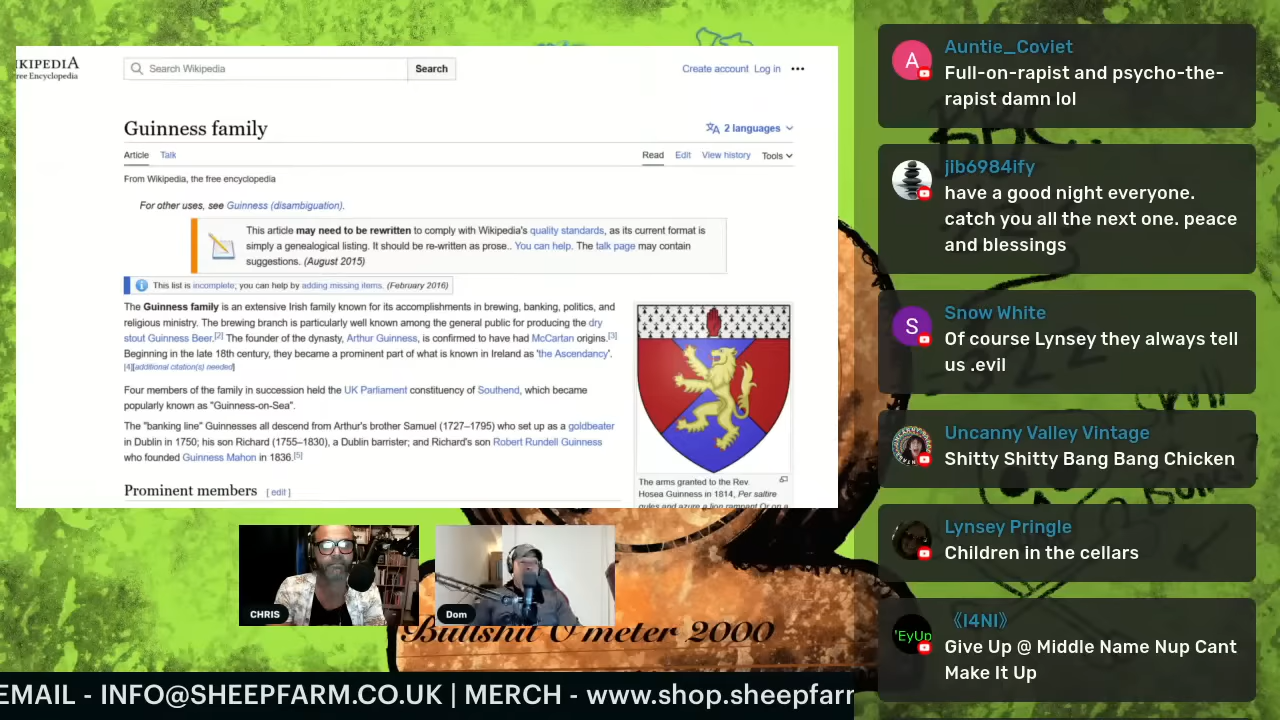 IKIPEDIA
ree Encyclopedia
Search Wikipedia
Search
Create account Log in
Guinness family
2 languages
Article Talk
Read Edit View history Tools
From Wikipedia, the free encyclopedia
For other uses, see Guinness (disambiguation).
This article may need to be rewritten to comply with Wikipedia's quality standards, as its current format is
simply a genealogical listing. It should be re-written as prose.. You can help. The talk page may contain
suggestions. (August 2015)
This list is incomplete; you can help by adding missing items. (February 2016)
The Guinness family is an extensive Irish family known for its accomplishments in brewing, banking, politics, and
religious ministry. The brewing branch is particularly well known among the general public for producing the dry
stout Guinness Beer.[2] The founder of the dynasty, Arthur Guinness, is confirmed to have had McCartan origins.[3]
Beginning in the late 18th century, they became a prominent part of what is known in Ireland as 'the Ascendancy'.
[4][additional citation(s) needed]
Four members of the family in succession held the UK Parliament constituency of Southend, which became
popularly known as "Guinness-on-Sea".
The "banking line" Guinnesses all descend from Arthur's brother Samuel (1727–1795) who set up as a goldbeater
in Dublin in 1750; his son Richard (1755–1830), a Dublin barrister; and Richard's son Robert Rundell Guinness
who founded Guinness Mahon in 1836.[5]
Prominent members [ edit ]
The arms granted to the Rev.
Hosea Guinness in 1814, Per saltire
gules and azure a lion rampant Or on a
CHRIS
Dom
Bullshit O meter 2000
EMAIL - INFO@SHEEPFARM.CO.UK | MERCH - www.shop.sheepfarm
Auntie_Coviet
Full-on-rapist and psycho-the-
rapist damn lol
jib6984ify
have a good night everyone.
catch you all the next one. peace
and blessings
Snow White
Of course Lynsey they always tell
us .evil
Uncanny Valley Vintage
Shitty Shitty Bang Bang Chicken
Lynsey Pringle
Children in the cellars
《I4NI》
'EyUp
Give Up @ Middle Name Nup Cant
Make It Up